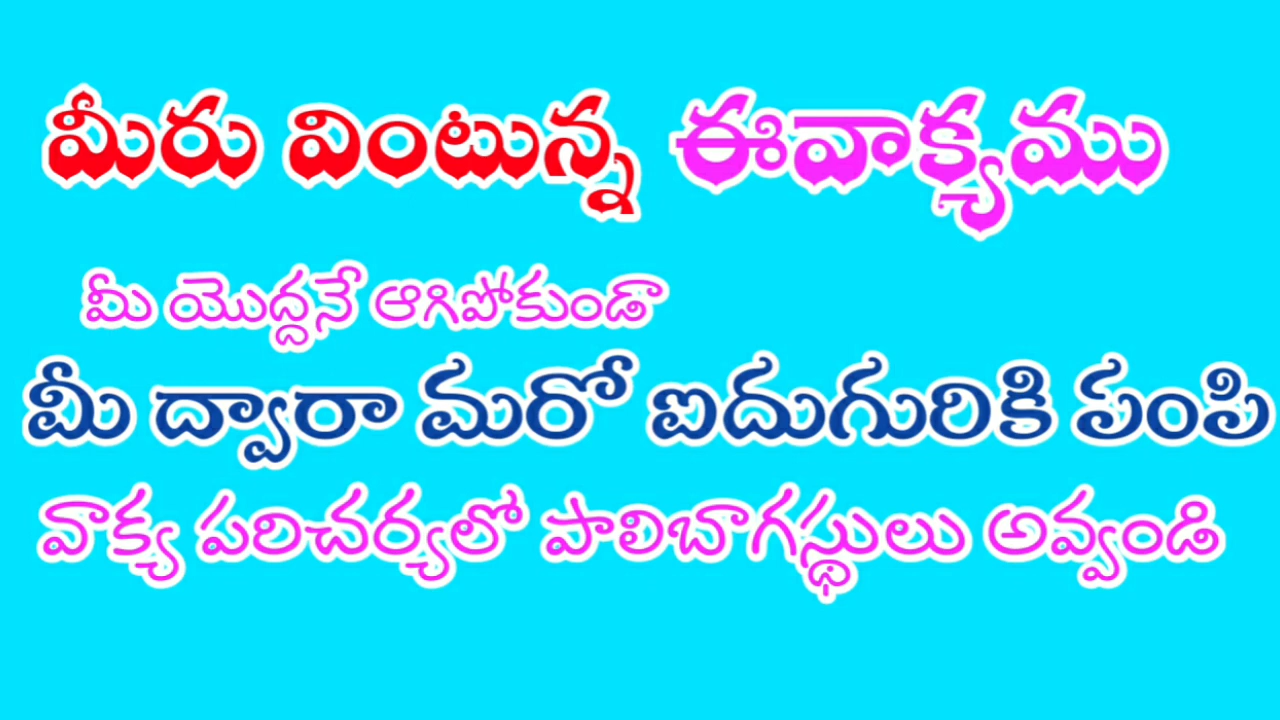 మీరు వింటున్న ఈవాక్యము
మీ యొద్దనే ఆగిపోకుండా
మీ ద్వారా మరో ఐదుగురికి పంపి
వాక్య పరిచర్యలో పాలిబాగస్థులు అవ్వండి